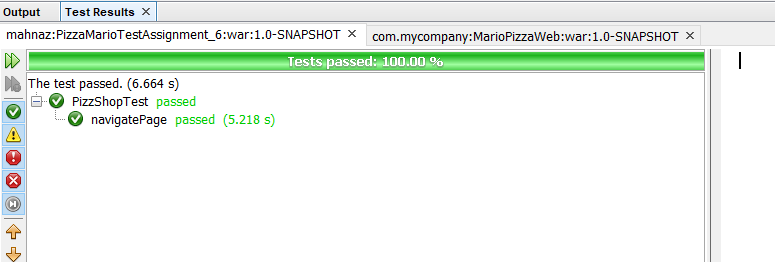 Output Test Results
mahnaz:PizzaMarioTestAssignment_6:war:1.0-SNAPSHOT com.mycompany:MarioPizzaWeb:war:1.0-SNAPSHOT
Tests passed: 100.00 %
The test passed. (6.664 s)
PizzShopTest passed
navigatePage passed (5.218 s)